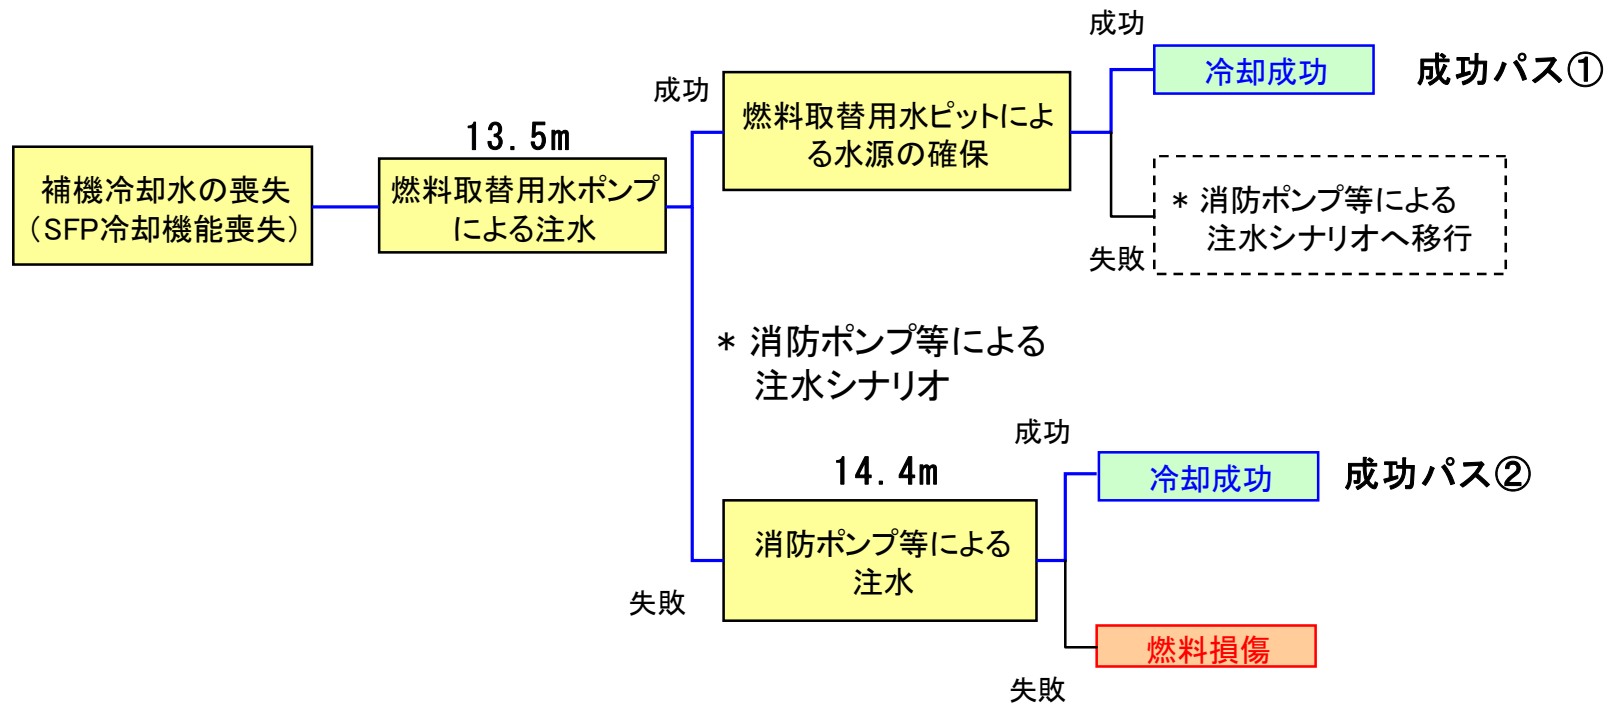 補機冷却水の喪失
（SFP冷却機能喪失）
13.5m
燃料取替用水ポンプ
による注水
成功
燃料取替用水ピットによ
る水源の確保
成功
冷却成功
成功パス①
失敗
* 消防ポンプ等による
注水シナリオへ移行
* 消防ポンプ等による
注水シナリオ
失敗
14.4m
消防ポンプ等による
注水
成功
冷却成功
成功パス②
失敗
燃料損傷